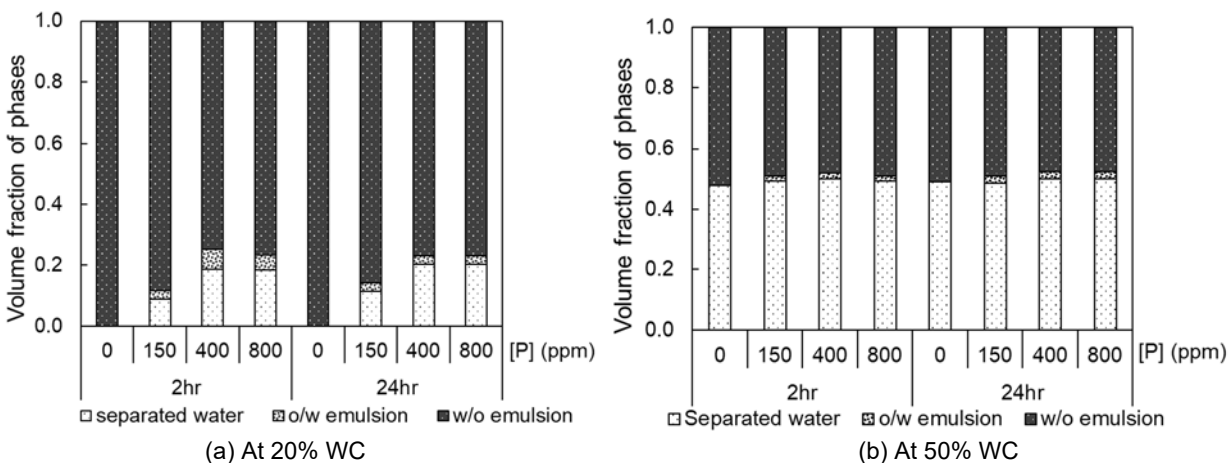 Volume fraction of phases
1.0
0.8
0.6
0.4
0.2
0.0
0 150 400 800 0 150 400 800 [P] (ppm)
2hr 24hr
separated water o/w emulsion w/o emulsion
(a) At 20% WC
Volume fraction of phases
1.0
0.8
0.6
0.4
0.2
0.0
0 150 400 800 0 150 400 800 [P] (ppm)
2hr 24hr
Separated water o/w emulsion w/o emulsion
(b) At 50% WC